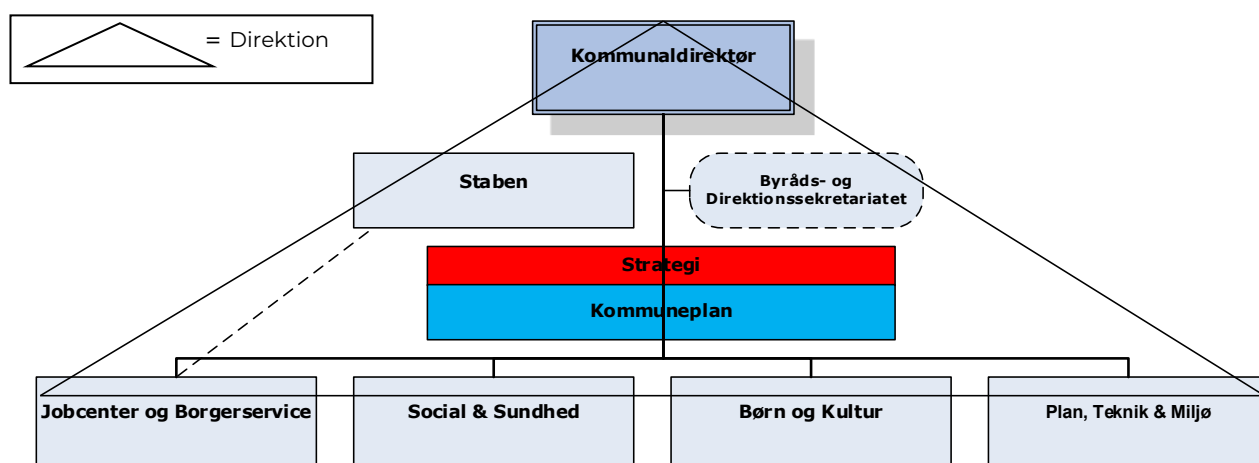 = Direktion
Kommunaldirektør
Staben
Byråds- og
Direktionssekretariatet
Strategi
Kommuneplan
Jobcenter og Borgerservice
Social & Sundhed
Børn og Kultur
Plan, Teknik & Miljø